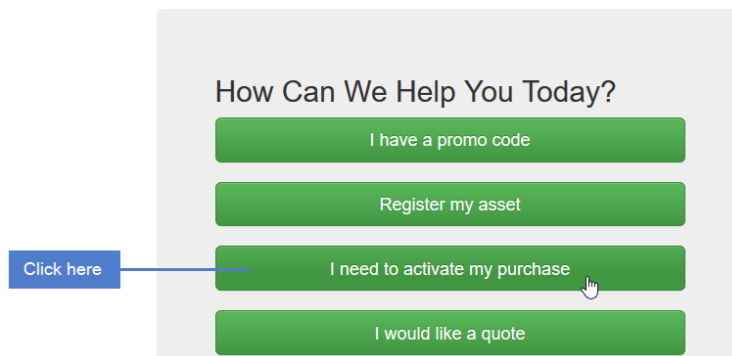 How Can We Help You Today?
I have a promo code
Register my asset
Click here
I need to activate my purchase
I would like a quote